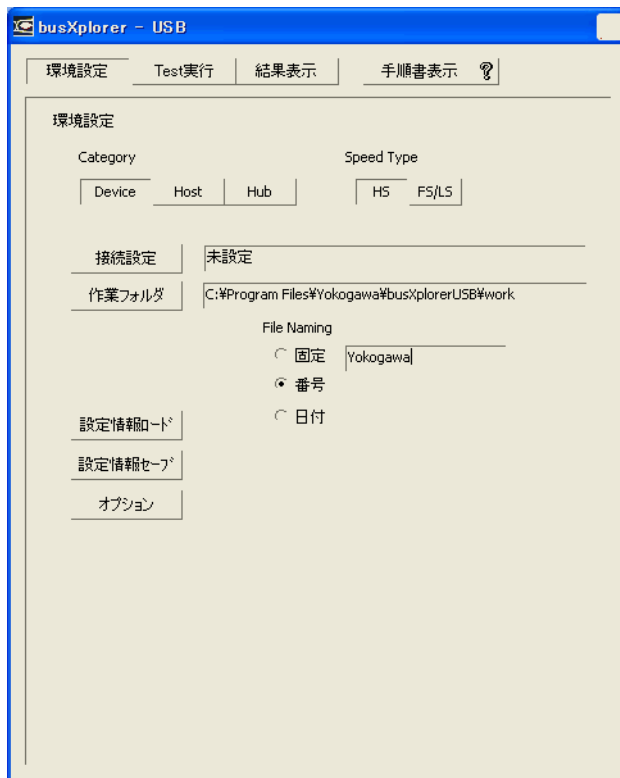 busXplorer - USB
環境設定 Test実行 結果表示 手順書表示 ?
環境設定
Category Speed Type
Device Host Hub HS FS/LS
接続設定 未設定
作業フォルダ C:¥Program Files¥Yokogawa¥busXplorerUSB¥work
File Naming
固定 Yokogawa
番号
日付
設定情報ロード
設定情報セーブ
オプション